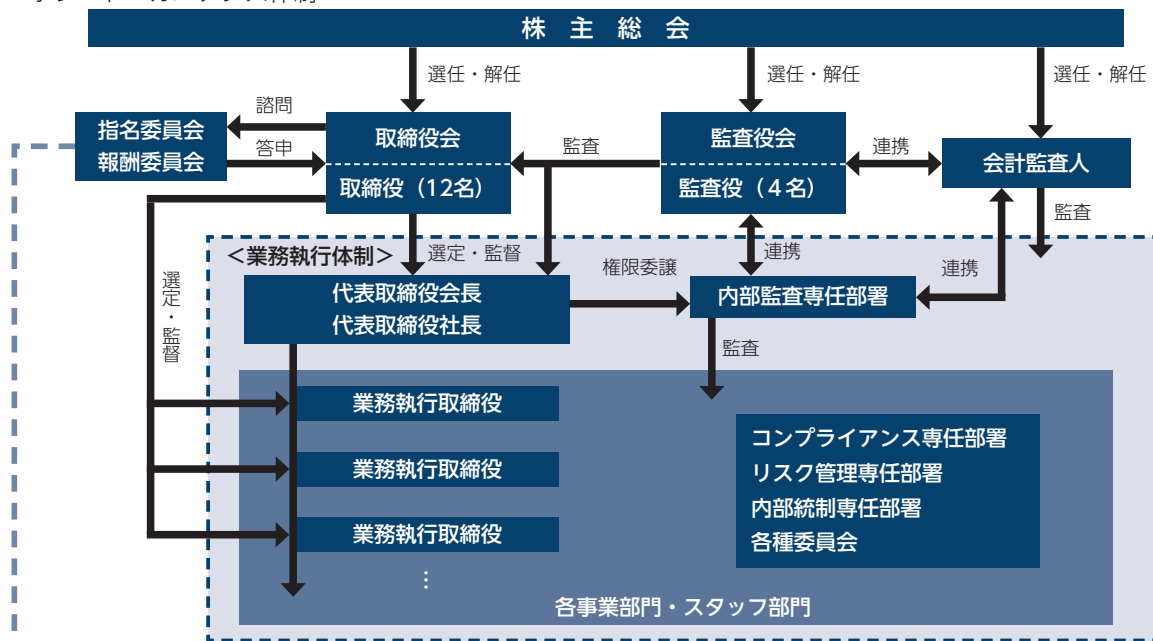 株主総会
選任・解任
選任・解任
選任・解任
諮問
指名委員会
報酬委員会
答申
取締役会
取締役（12名）
監査
監査役会
監査役（4名）
連携
会計監査人
監査
＜業務執行体制＞
選定・監督
連携
連携
権限委譲
選定・監督
代表取締役会長
代表取締役社長
内部監査専任部署
監査
業務執行取締役
業務執行取締役
業務執行取締役
⋮
コンプライアンス専任部署
リスク管理専任部署
内部統制専任部署
各種委員会
各事業部門・スタッフ部門